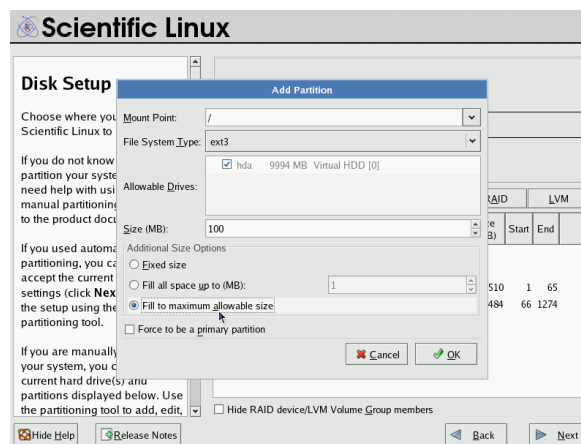 Scientific Linux
Disk Setup
Choose where you
Scientific Linux to
If you do not know
partition your syste
need help with usi
manual partitioning
to the product docu
If you used automa
partitioning, you ca
accept the current
settings (click Nex
the setup using the
partitioning tool.
If you are manually
your system, you c
current hard drive(s) and
partitions displayed below. Use
the partitioning tool to add, edit,
Add Partition
Mount Point: /
File System Type: ext3
Allowable Drives: hda 9994 MB Virtual HDD [0]
Size (MB): 100
Additional Size Options
Fixed size
Fill all space up to (MB): 1
Fill to maximum allowable size
Force to be a primary partition
Cancel OK
RAID LVM
Start End
510 1 65
484 66 1274
Hide RAID device/LVM Volume Group members
Hide Help Release Notes Back Next